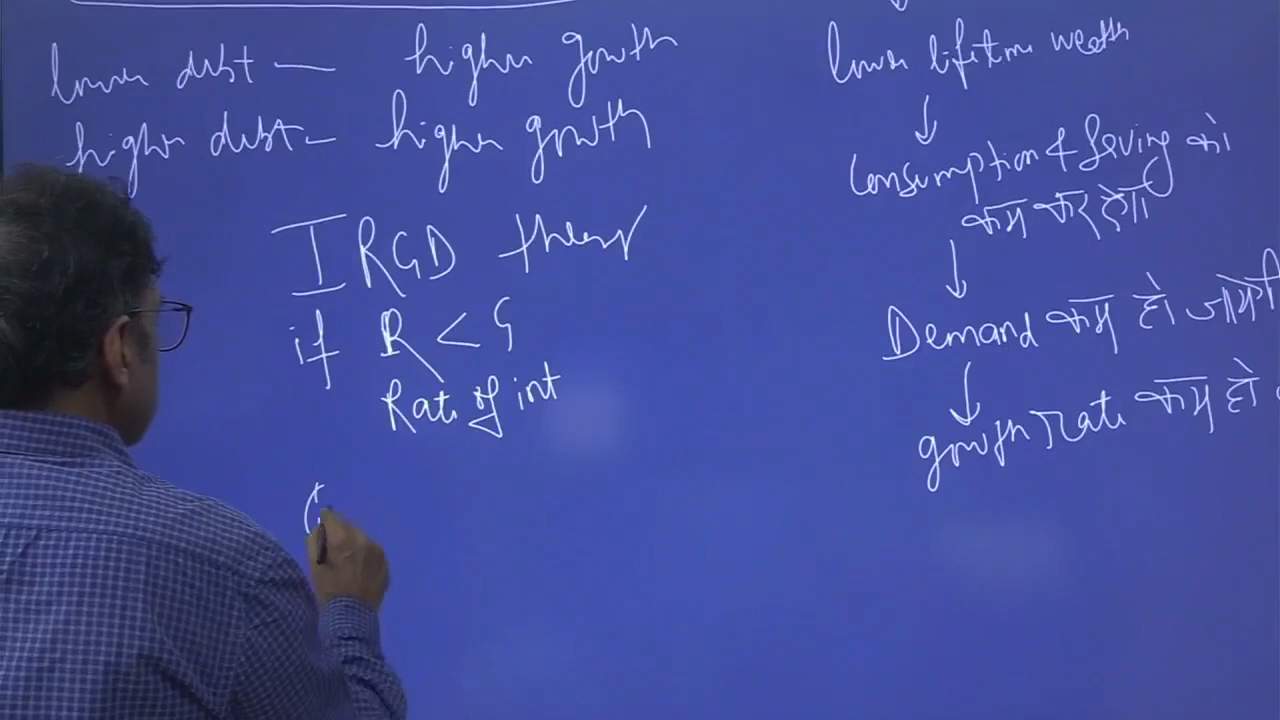 lower debt — higher growth
higher debt — higher growth
IRGD theory
if R < G
Rate of int
lower lifetime wealth
↓
Consumption & Saving को
कम कर देगा
↓
Demand कम हो जायेगी
↓
growth rate कम हो